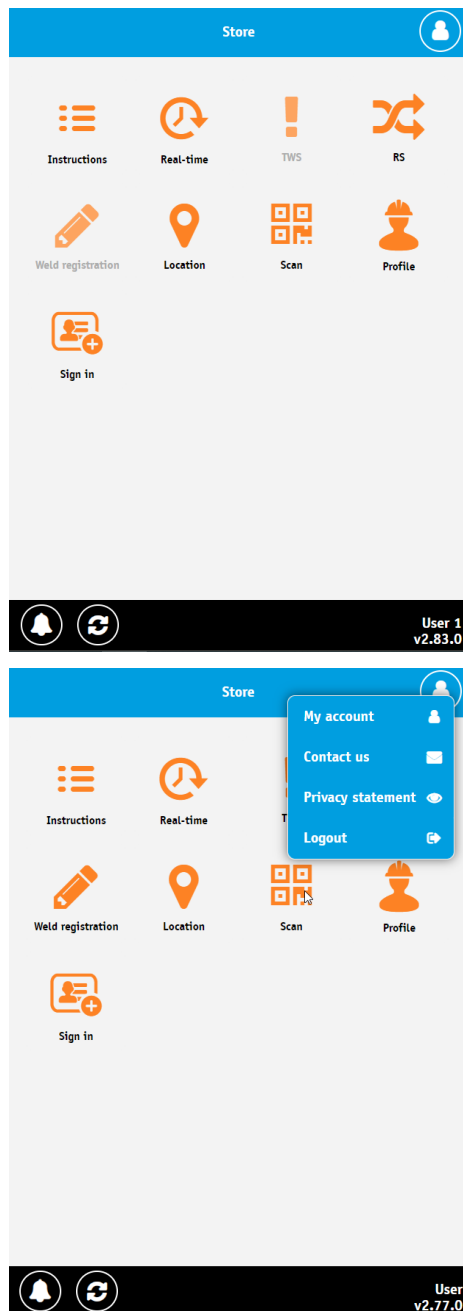 Store
Instructions
Real-time
TWS
RS
Weld registration
Location
Scan
Profile
Sign in
User 1
v2.83.0
Store
My account
Contact us
Privacy statement
Logout
Instructions
Real-time
T
Weld registration
Location
Scan
Profile
Sign in
User
v2.77.0